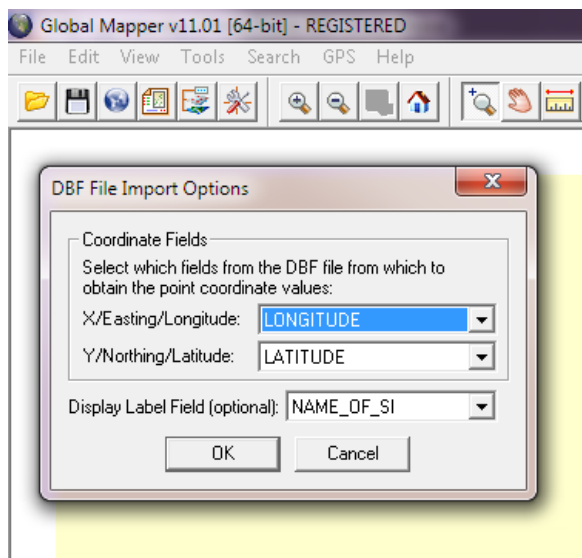 Global Mapper v11.01 [64-bit] - REGISTERED
File Edit View Tools Search GPS Help
DBF File Import Options
Coordinate Fields
Select which fields from the DBF file from which to
obtain the point coordinate values:
X/Easting/Longitude: LONGITUDE
Y/Northing/Latitude: LATITUDE
Display Label Field (optional): NAME_OF_SI
OK Cancel